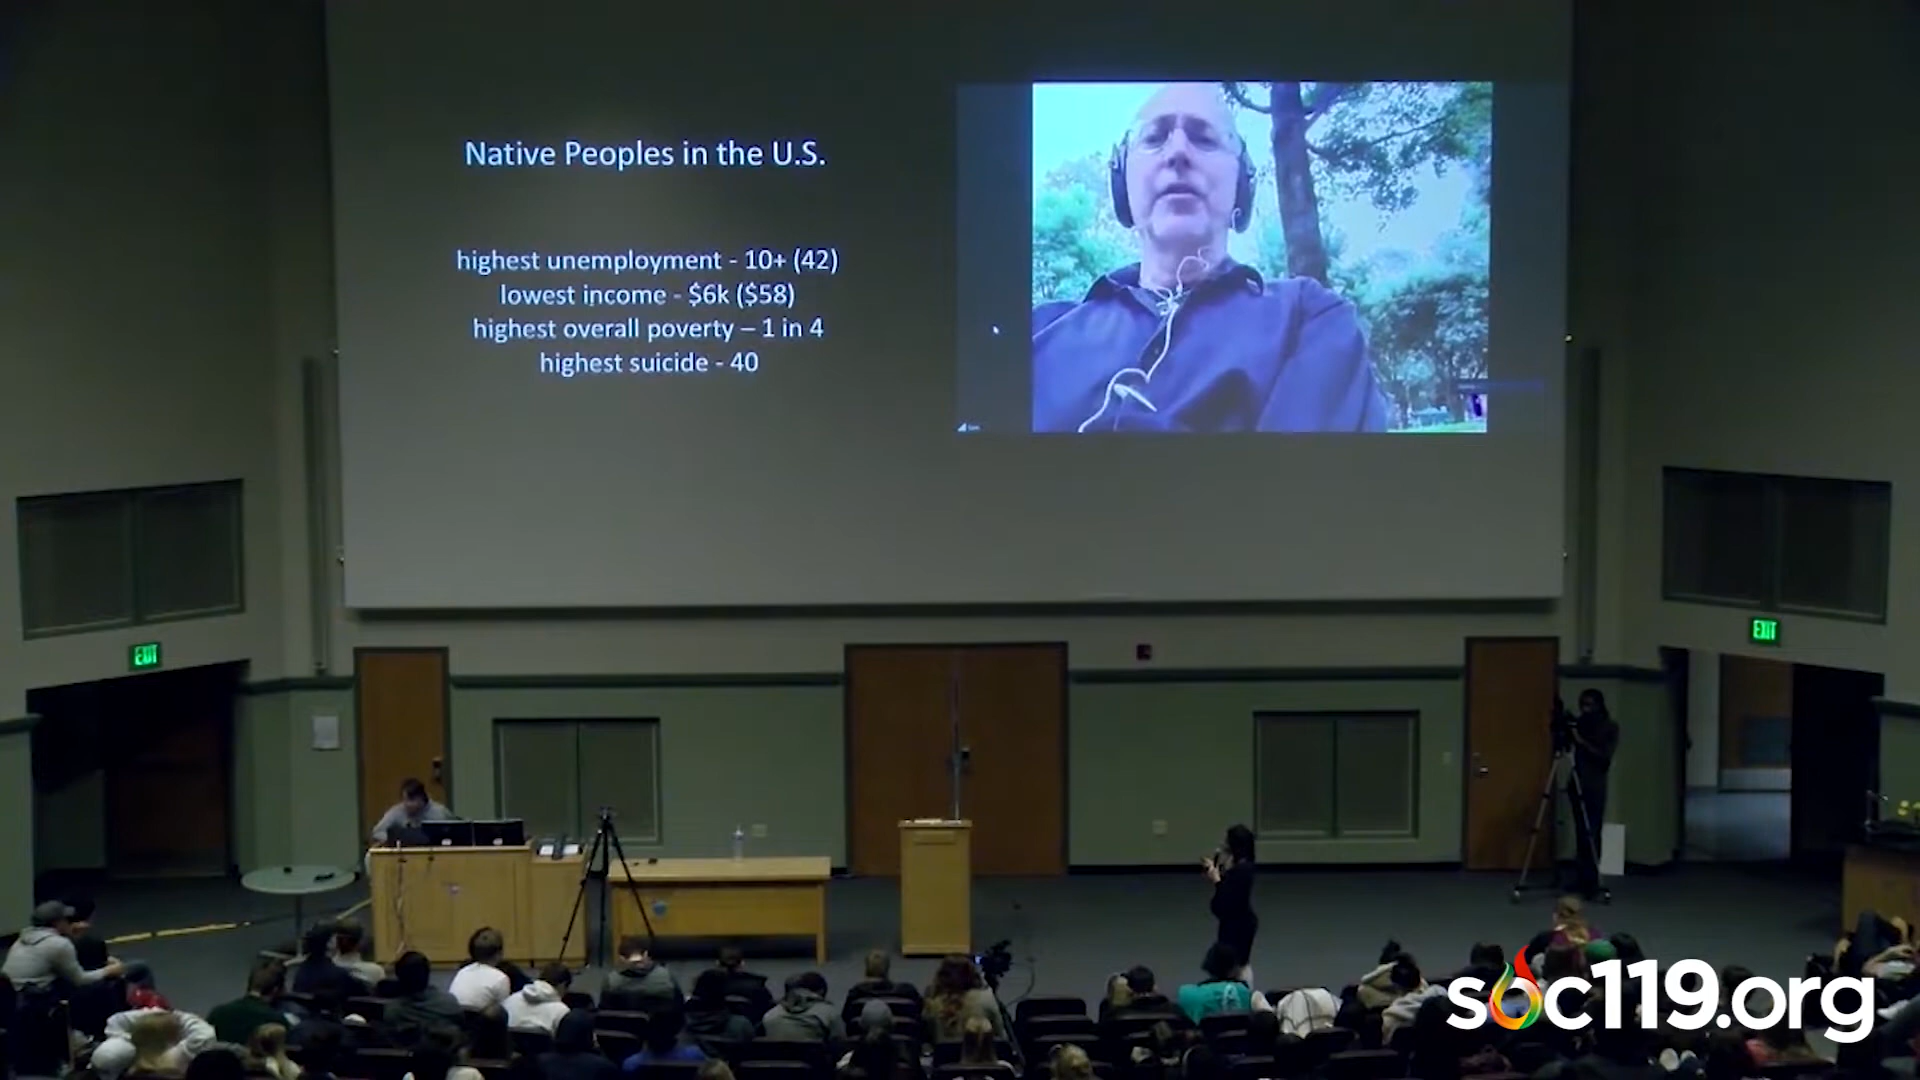 Native Peoples in the U.S.
highest unemployment - 10+ (42)
lowest income - $6k ($58)
highest overall poverty – 1 in 4
highest suicide - 40
EXIT
EXIT
soc119.org